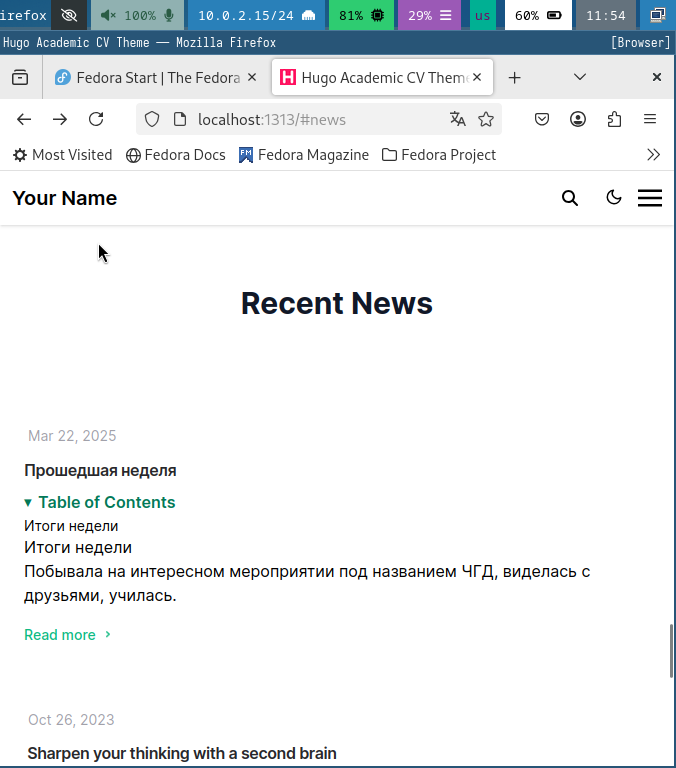 irefox 100% 10.0.2.15/24 81% 29% us 60% 11:54
Hugo Academic CV Theme — Mozilla Firefox [Browser]
Fedora Start | The Fedora Hugo Academic CV Them
localhost:1313/#news
Most Visited Fedora Docs Fedora Magazine Fedora Project
Your Name
Recent News
Mar 22, 2025
Прошедшая неделя
Table of Contents
Итоги недели
Итоги недели
Побывала на интересном мероприятии под названием ЧГД, виделась с
друзьями, училась.
Read more
Oct 26, 2023
Sharpen your thinking with a second brain